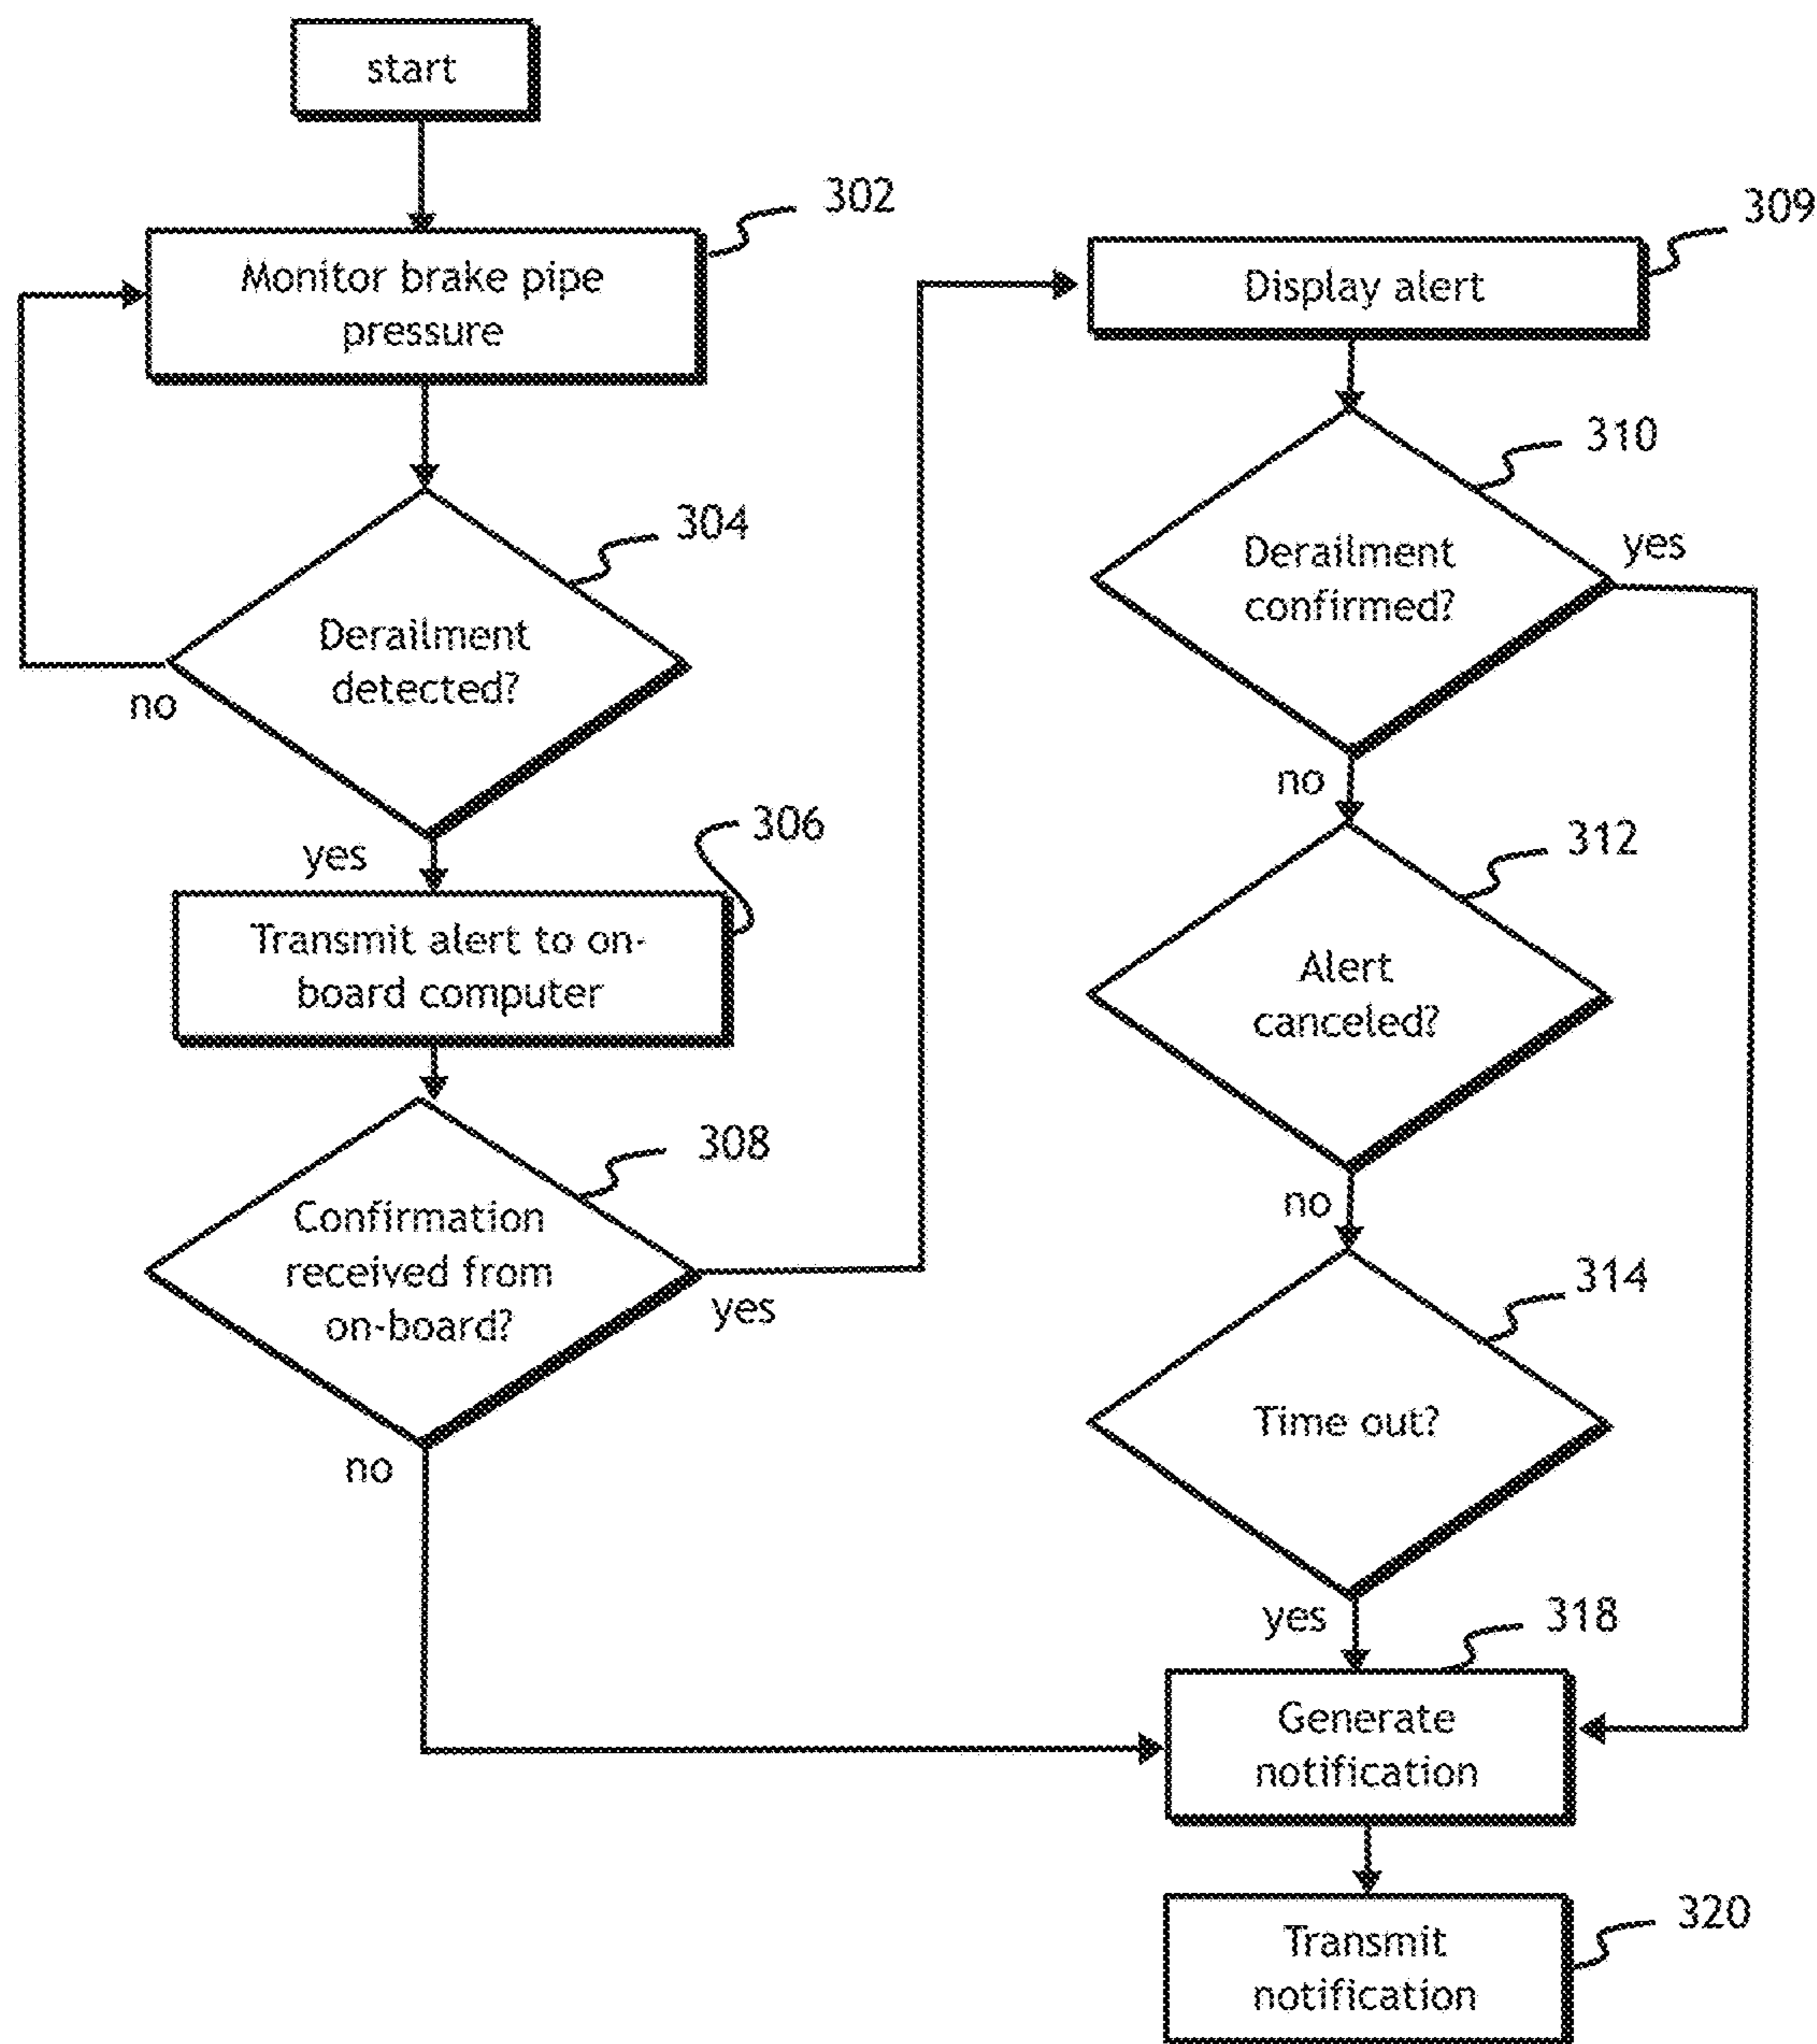 start
302
Monitor brake pipe
pressure
304
Derailment
detected?
no
yes
306
Transmit alert to on-
board computer
308
Confirmation
received from
on-board?
yes
no
309
Display alert
310
Derailment
confirmed?
yes
no
312
Alert
canceled?
no
314
Time out?
yes
318
Generate
notification
320
Transmit
notification